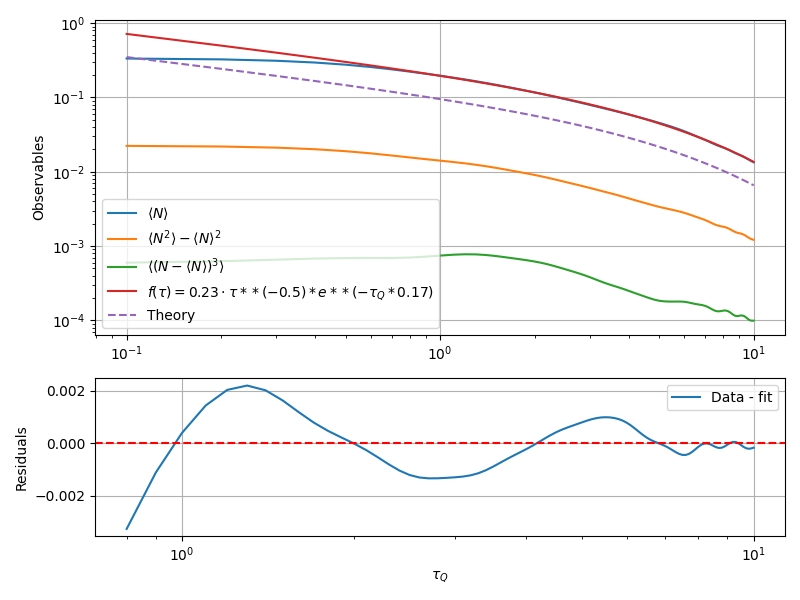 10⁰
10⁻¹
10⁻²
10⁻³
10⁻⁴
Observables
⟨N⟩
⟨N²⟩ − ⟨N⟩²
⟨(N − ⟨N⟩)³⟩
f(τ) = 0.23 · τ * * (−0.5) * e * * (−τ_Q * 0.17)
Theory
10⁻¹ 10⁰ 10¹
0.002
0.000
−0.002
Residuals
Data - fit
10⁰ 10¹
τ_Q